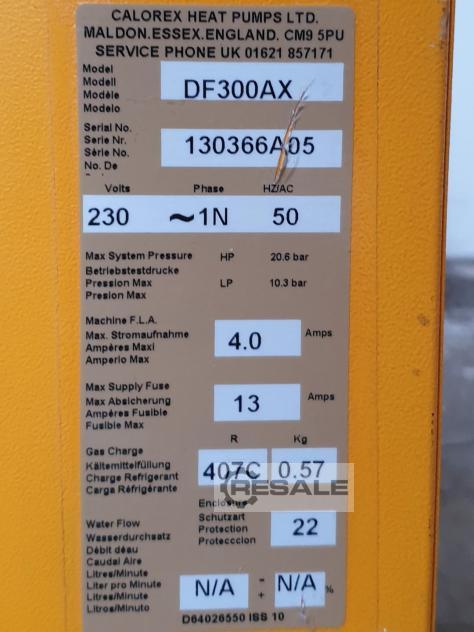 CALOREX HEAT PUMPS LTD.
MALDON.ESSEX.ENGLAND. CM9 5PU
SERVICE PHONE UK 01621 857171
Model
Modell
Modèle
Modelo
DF300AX
Serial No.
Serie Nr.
Série No.
No. De
130366A05
Volts Phase HZ/AC
230 ~1N 50
Max System Pressure HP 20.6 bar
Betriebstestdrucke
Pression Max LP 10.3 bar
Presion Max
Machine F.L.A.
Max. Stromaufnahme
Ampères Maxi
Amperio Max
4.0 Amps
Max Supply Fuse
Max Absicherung
Ampéres Fusible
Fusible Max
13 Amps
R Kg
Gas Charge
Kältemittelfüllung
Charge Refrigerant
Carga Réfrigérante
407C 0.57
RESALE
Enclosure
Schutzart
Protection
Proteccción
22
Water Flow
Wasserdurchsatz
Débit déau
Caudal Aire
Litres/Minute
Liter pro Minute
Litres/Minute
Litros/Minuto
N/A - + N/A %
D64026550 ISS 10